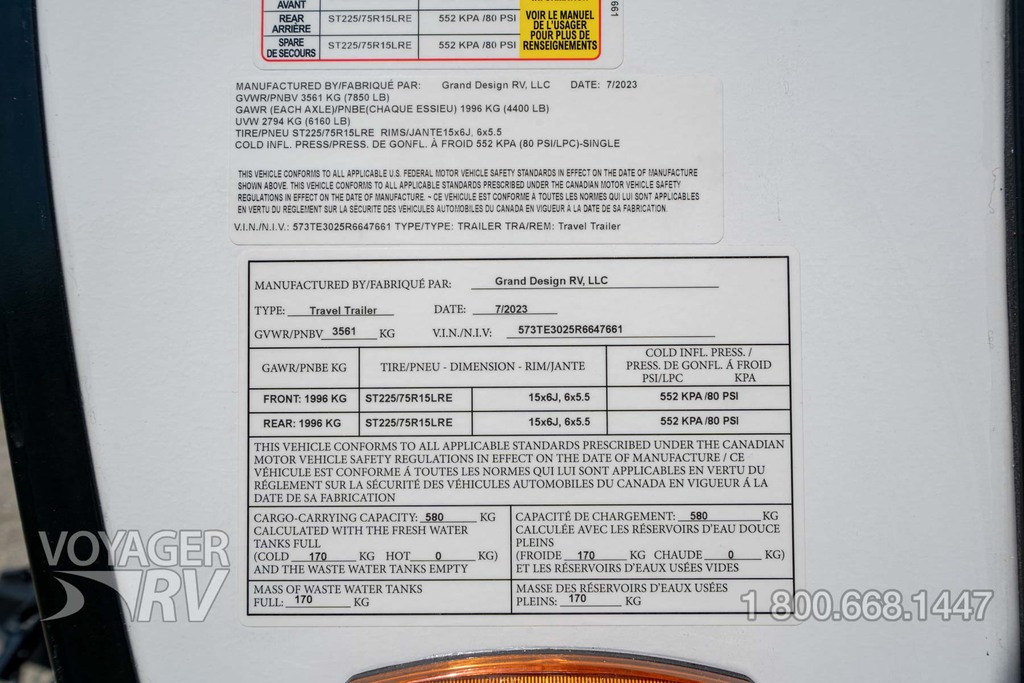 AVANT
REAR
ARRIÈRE ST225/75R15LRE 552 KPA /80 PSI
SPARE
DE SECOURS ST225/75R15LRE 552 KPA /80 PSI
VOIR LE MANUEL
DE L'USAGER
POUR PLUS DE
RENSEIGNEMENTS
661
MANUFACTURED BY/FABRIQUÉ PAR: Grand Design RV, LLC DATE: 7/2023
GVWR/PNBV 3561 KG (7850 LB)
GAWR (EACH AXLE)/PNBE(CHAQUE ESSIEU) 1996 KG (4400 LB)
UVW 2794 KG (6160 LB)
TIRE/PNEU ST225/75R15LRE RIMS/JANTE15x6J, 6x5.5
COLD INFL. PRESS/PRESS. DE GONFL. À FROID 552 KPA (80 PSI/LPC)-SINGLE
THIS VEHICLE CONFORMS TO ALL APPLICABLE U.S. FEDERAL MOTOR VEHICLE SAFETY STANDARDS IN EFFECT ON THE DATE OF MANUFACTURE
SHOWN ABOVE. THIS VEHICLE CONFORMS TO ALL APPLICABLE STANDARDS PRESCRIBED UNDER THE CANADIAN MOTOR VEHICLE SAFETY
REGULATIONS IN EFFECT ON THE DATE OF MANUFACTURE. - CE VEHICULE EST CONFORME A TOUTES LES NORMES QUI LUI SONT APPLICABLES
EN VERTU DU REGLEMENT SUR LA SECURITE DES VEHICULES AUTOMOBILES DU CANADA EN VIGUEUR A LA DATE DE SA FABRICATION.
V.I.N./N.I.V.: 573TE3025R6647661 TYPE/TYPE: TRAILER TRA/REM: Travel Trailer
MANUFACTURED BY/FABRIQUÉ PAR: Grand Design RV, LLC
TYPE: Travel Trailer DATE: 7/2023
GVWR/PNBV 3561 KG V.I.N./N.I.V: 573TE3025R6647661
GAWR/PNBE KG TIRE/PNEU - DIMENSION - RIM/JANTE
COLD INFL. PRESS. /
PRESS. DE GONFL. Á FROID
PSI/LPC KPA
FRONT: 1996 KG ST225/75R15LRE 15x6J, 6x5.5 552 KPA /80 PSI
REAR: 1996 KG ST225/75R15LRE 15x6J, 6x5.5 552 KPA /80 PSI
THIS VEHICLE CONFORMS TO ALL APPLICABLE STANDARDS PRESCRIBED UNDER THE CANADIAN
MOTOR VEHICLE SAFETY REGULATIONS IN EFFECT ON THE DATE OF MANUFACTURE / CE
VÉHICULE EST CONFORME Á TOUTES LES NORMES QUI LUI SONT APPLICABLES EN VERTU DU
RÉGLEMENT SUR LA SÉCURITÉ DES VÉHICULES AUTOMOBILES DU CANADA EN VIGUEUR Á LA
DATE DE SA FABRICATION
CARGO-CARRYING CAPACITY: 580 KG
CALCULATED WITH THE FRESH WATER
TANKS FULL
(COLD 170 KG HOT 0 KG)
AND THE WASTE WATER TANKS EMPTY
CAPACITÉ DE CHARGEMENT: 580 KG
CALCULÉE AVEC LES RÉSERVOIRS D'EAU DOUCE
PLEINS
(FROIDE 170 KG CHAUDE 0 KG)
ET LES RÉSERVOIRS D'EAUX USÉES VIDES
MASS OF WASTE WATER TANKS
FULL: 170 KG
MASSE DES RÉSERVOIRS D'EAUX USÉES
PLEINS: 170 KG
VOYAGER
RV
1 800.668.1447